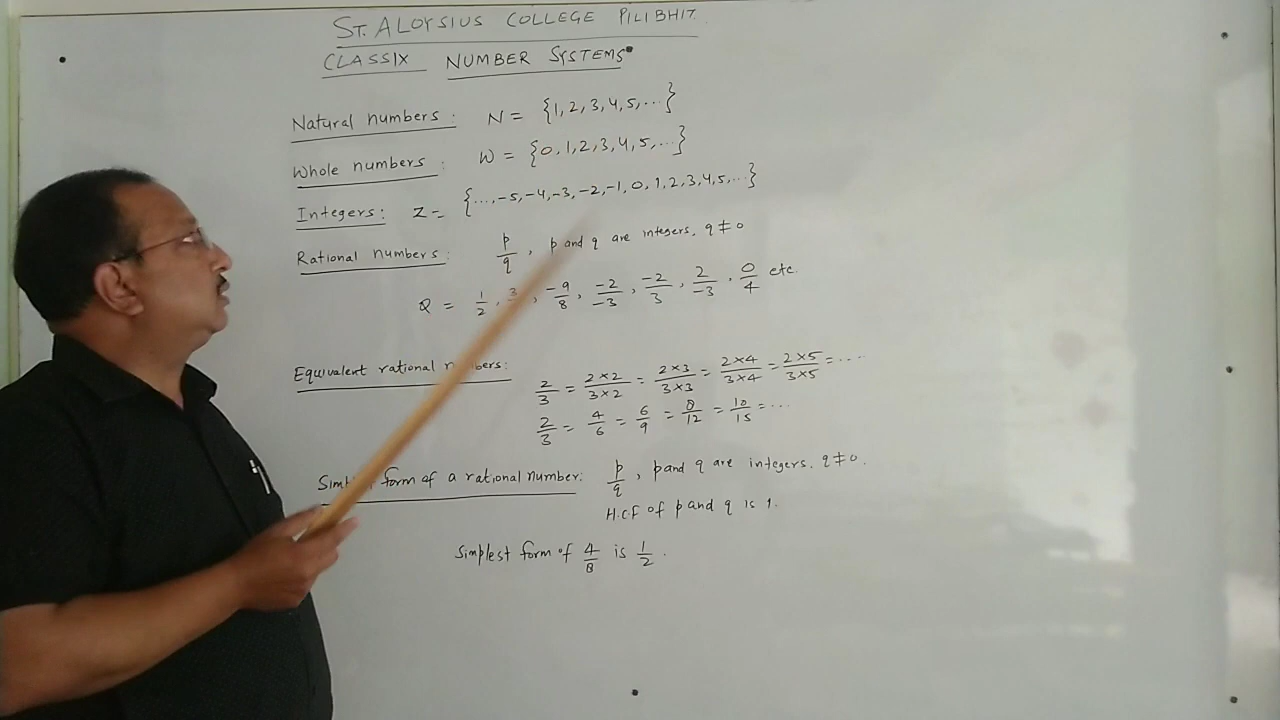 ST. ALOYSIUS COLLEGE PILIBHIT
CLASS IX NUMBER SYSTEMS
Natural numbers: N = {1, 2, 3, 4, 5, ...}
Whole numbers: W = {0, 1, 2, 3, 4, 5, ...}
Integers: Z = {..., -5, -4, -3, -2, -1, 0, 1, 2, 3, 4, 5, ...}
Rational numbers: p/q, p and q are integers, q ≠ 0
Q = 1/2, 3, -9/8, -2/-3, -2/3, 2/-3, 0/4 etc.
Equivalent rational numbers: 2/3 = 2×2/3×2 = 2×3/3×3 = 2×4/3×4 = 2×5/3×5 = ....
2/3 = 4/6 = 6/9 = 8/12 = 10/15 = ...
form of a rational number: p/q, p and q are integers, q ≠ 0.
H.C.F of p and q is 1.
Simplest form of 4/8 is 1/2.